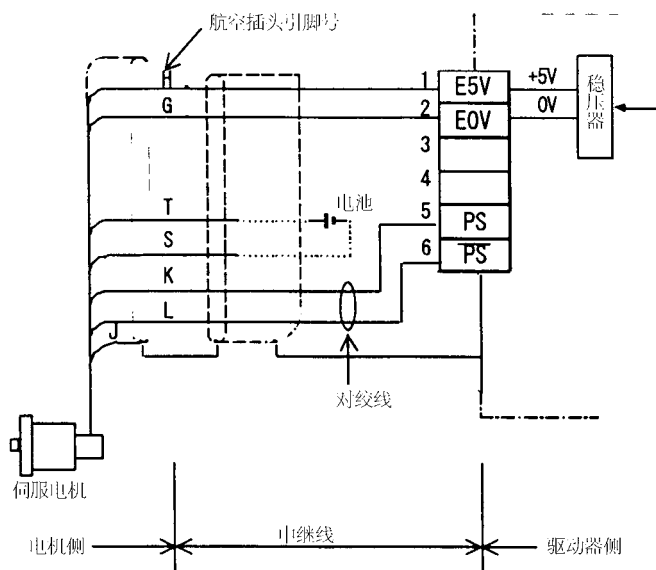 航空插头引脚号
H
1
E5V
+5V
稳压器
G
2
E0V
0V
3
4
T
电池
5
PS
S
6
PS
K
L
J
对绞线
伺服电机
电机侧
中继线
驱动器侧